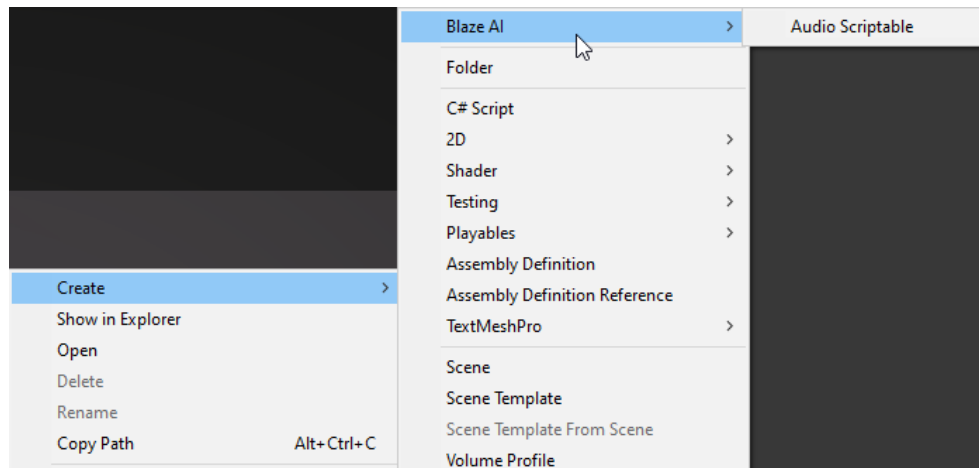 Create
Show in Explorer
Open
Delete
Rename
Copy Path Alt+Ctrl+C
Blaze AI
Folder
C# Script
2D
Shader
Testing
Playables
Assembly Definition
Assembly Definition Reference
TextMeshPro
Scene
Scene Template
Scene Template From Scene
Volume Profile
Audio Scriptable